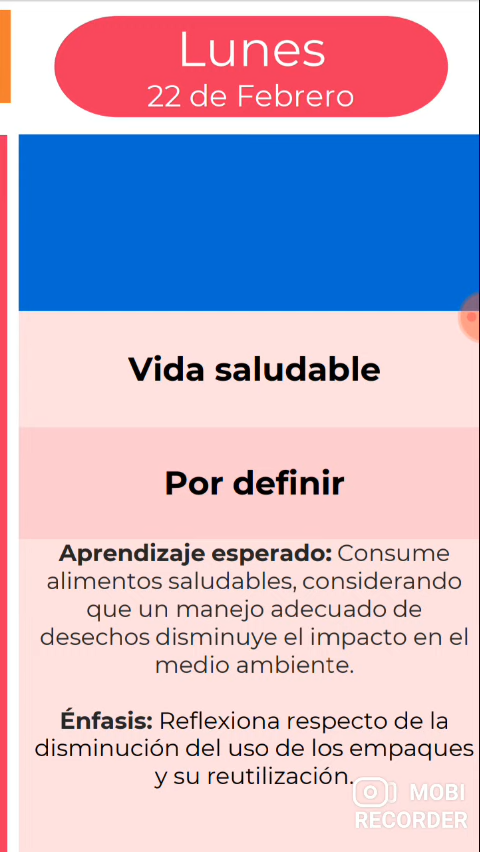 Lunes
22 de Febrero
Vida saludable
Por definir
Aprendizaje esperado: Consume
alimentos saludables, considerando
que un manejo adecuado de
desechos disminuye el impacto en el
medio ambiente.
Énfasis: Reflexiona respecto de la
disminución del uso de los empaques
y su reutilización.
MOBI
RECORDER